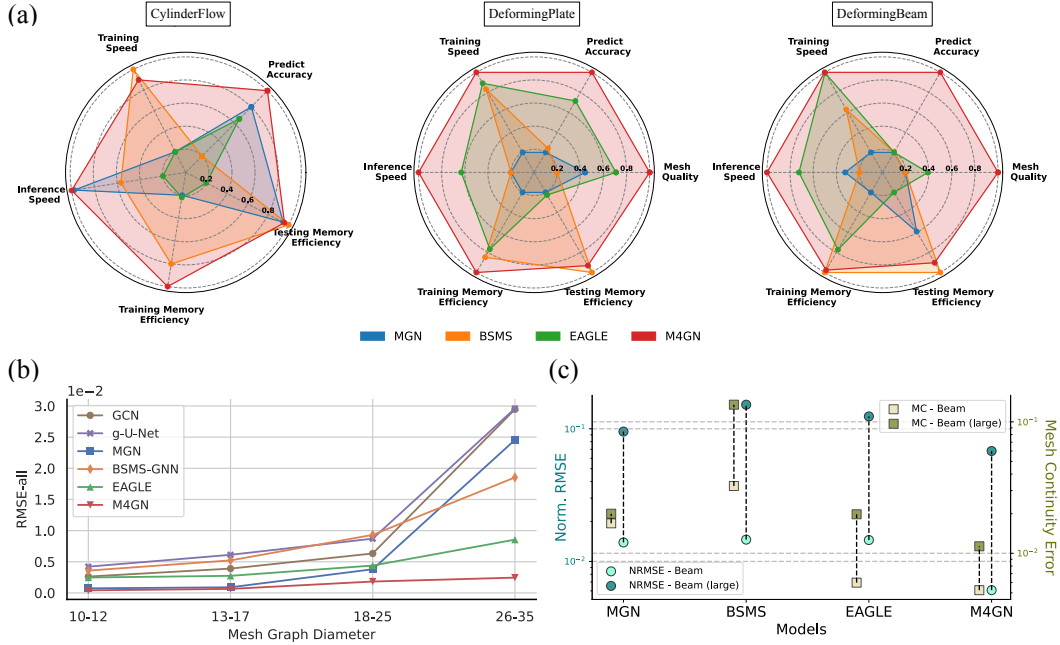 (a)
CylinderFlow
DeformingPlate
DeformingBeam
Training
Speed
Predict
Accuracy
Inference
Speed
0.2
0.4
0.6
0.8
Testing Memory
Efficiency
Training Memory
Efficiency
Training
Speed
Predict
Accuracy
Inference
Speed
0.2 0.4 0.6 0.8
Mesh
Quality
Training Memory
Efficiency
Testing Memory
Efficiency
Training
Speed
Predict
Accuracy
Inference
Speed
0.2 0.4 0.6 0.8
Mesh
Quality
Training Memory
Efficiency
Testing Memory
Efficiency
MGN
BSMS
EAGLE
M4GN
(b)
1e−2
RMSE-all
3.0
2.5
2.0
1.5
1.0
0.5
0.0
GCN
g-U-Net
MGN
BSMS-GNN
EAGLE
M4GN
10-12
13-17
18-25
26-35
Mesh Graph Diameter
(c)
Norm. RMSE
10⁻¹
10⁻²
MC - Beam
MC - Beam (large)
NRMSE - Beam
NRMSE - Beam (large)
10⁻¹
10⁻²
Mesh Continuity Error
MGN
BSMS
EAGLE
M4GN
Models